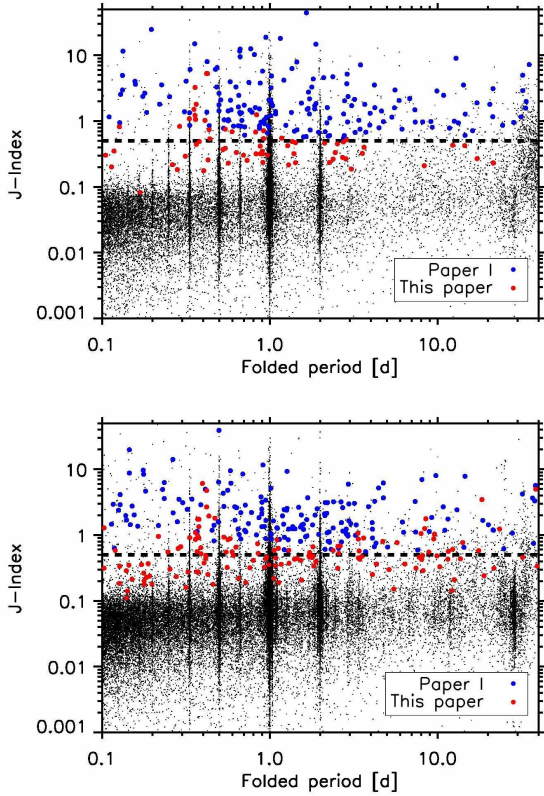 10
1
0.1
0.01
0.001
J-Index
Paper I
This paper
0.1
1.0
10.0
Folded period [d]
10
1
0.1
0.01
0.001
J-Index
Paper I
This paper
0.1
1.0
10.0
Folded period [d]